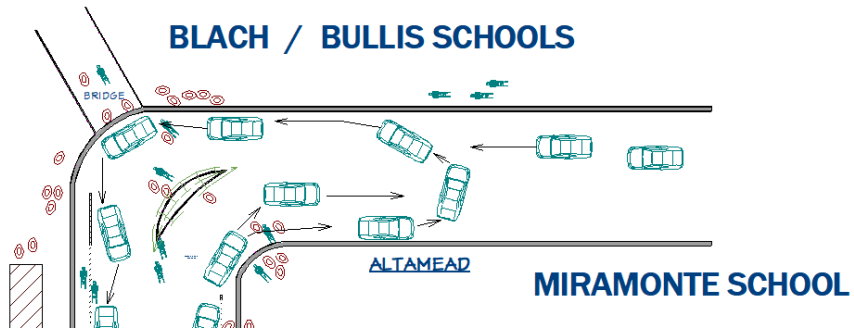 BLACH / BULLIS SCHOOLS
BRIDGE
ALTAMEAD
MIRAMONTE SCHOOL